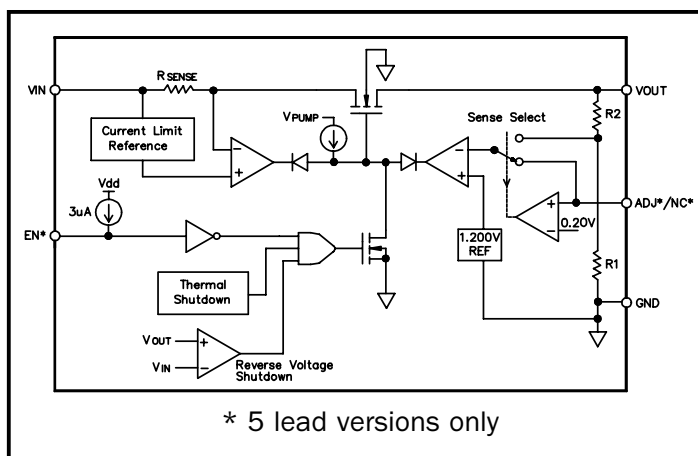 VIN
RSENSE
VOUT
R2
Current Limit
Reference
VPUMP
Sense Select
Vdd
3uA
ADJ*/NC*
0.20V
EN*
1.200V
REF
Thermal
Shutdown
R1
GND
VOUT
VIN
Reverse Voltage
Shutdown
* 5 lead versions only